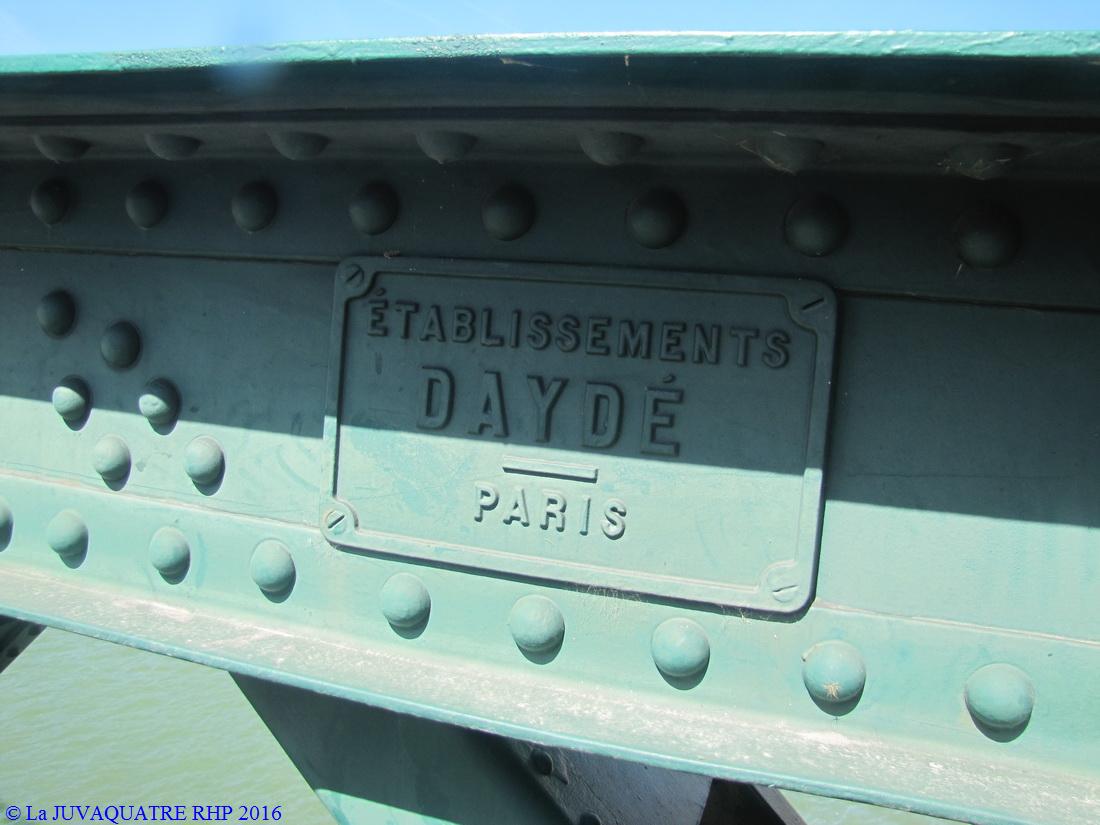 ÉTABLISSEMENTS
DAYDÉ
PARIS
© La JUVAQUATRE RHP 2016